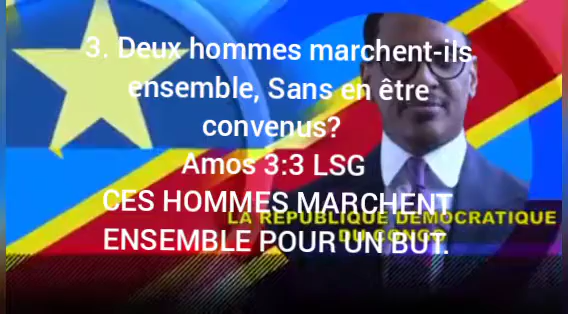 3. Deux hommes marchent-ils
ensemble, Sans en être
convenus?
Amos 3:3 LSG
CES HOMMES MARCHENT
LA RÉPUBLIQUE DÉMOCRATIQUE
ENSEMBLE POUR UN BUT.
DU CONGO